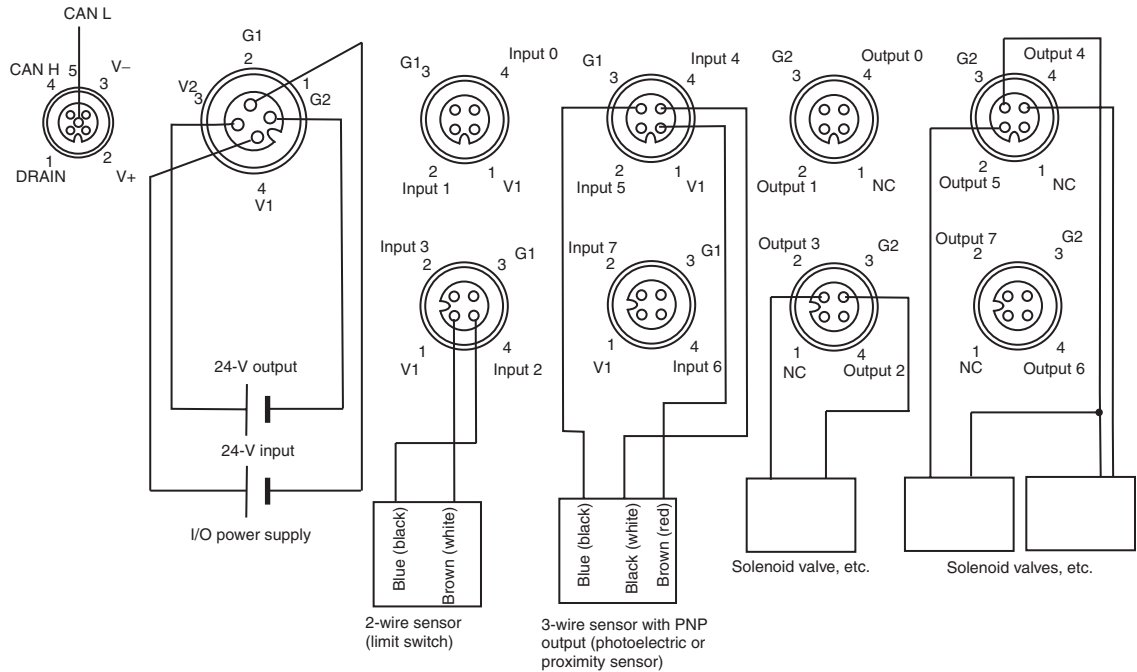 CAN L
CAN H
5
V–
4
3
1
2
DRAIN
V+
G1
2
V2
3
1
G2
4
V1
24-V output
24-V input
I/O power supply
G1
3
Input 0
4
2
Input 1
1
V1
Input 3
2
G1
3
1
V1
4
Input 2
Blue (black)
Brown (white)
2-wire sensor
(limit switch)
G1
3
Input 4
4
2
Input 5
1
V1
Input 7
2
G1
3
1
V1
4
Input 6
Blue (black)
Black (white)
Brown (red)
3-wire sensor with PNP
output (photoelectric or
proximity sensor)
G2
3
Output 0
4
2
Output 1
1
NC
Output 3
2
G2
3
1
NC
4
Output 2
Solenoid valve, etc.
G2
3
Output 4
4
2
Output 5
1
NC
Output 7
2
G2
3
1
NC
4
Output 6
Solenoid valves, etc.